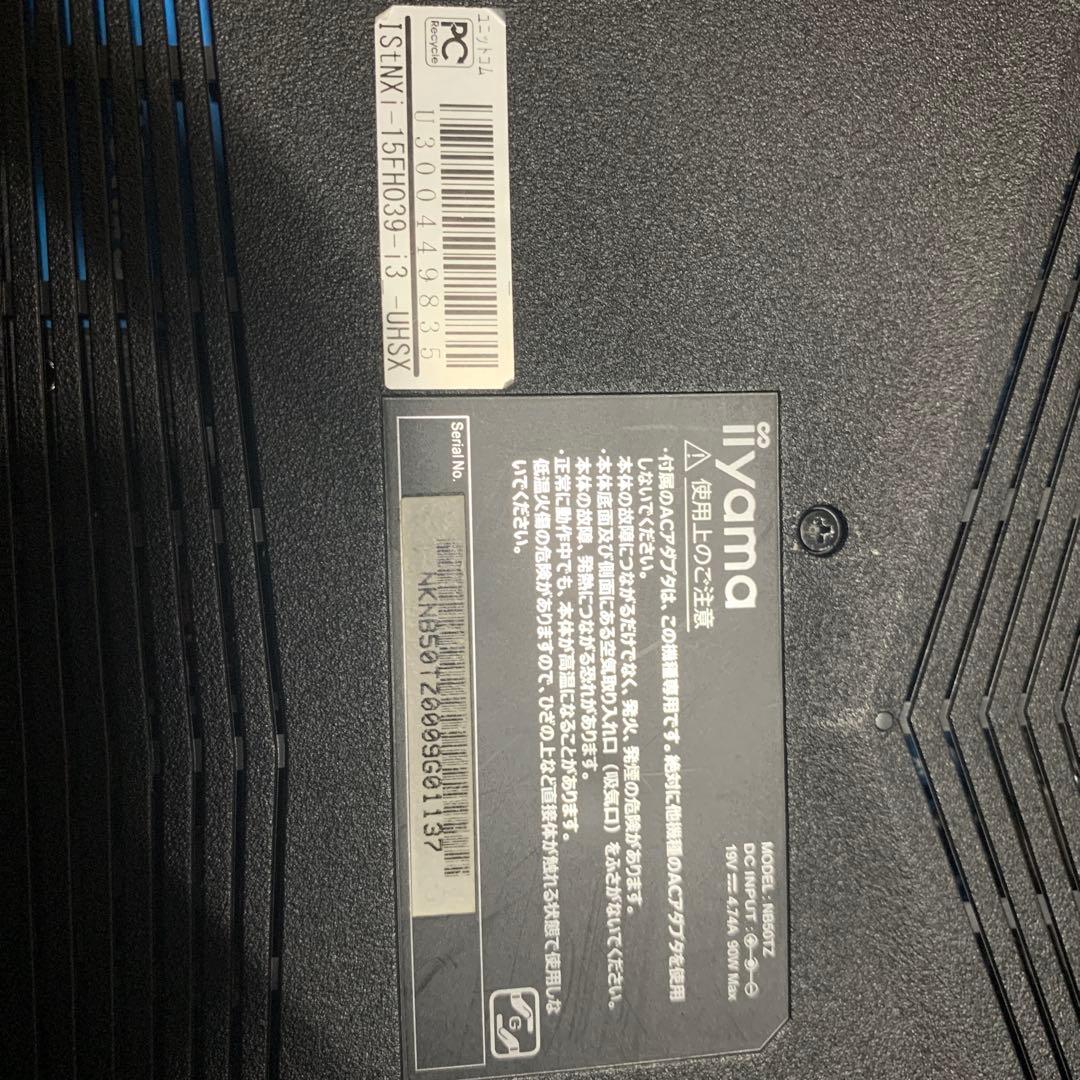 ユニットコム
PC
Recycle
U300449835
IStNXi-15FH039-i3_-UHSX
iiyama
MODEL : N850TZ
DC INPUT :
19V 4.74A 90W Max
使用上のご注意
・付属のACアダプタは、この機種専用です。絶対に他機種のACアダプタを使用
しないでください。
本体の故障につながるだけでなく、発火、発煙の危険があります。
・本体底面及び側面にある空気取り入れ口（吸気口）をふさがないでください。
本体の故障、発熱につながる恐れがあります。
・正常に動作中でも、本体が高温になることがあります。
低温火傷の危険がありますので、ひざの上など直接体が触れる状態で使用しな
いでください。
Serial No.
NKN850TZ0009G01137
G